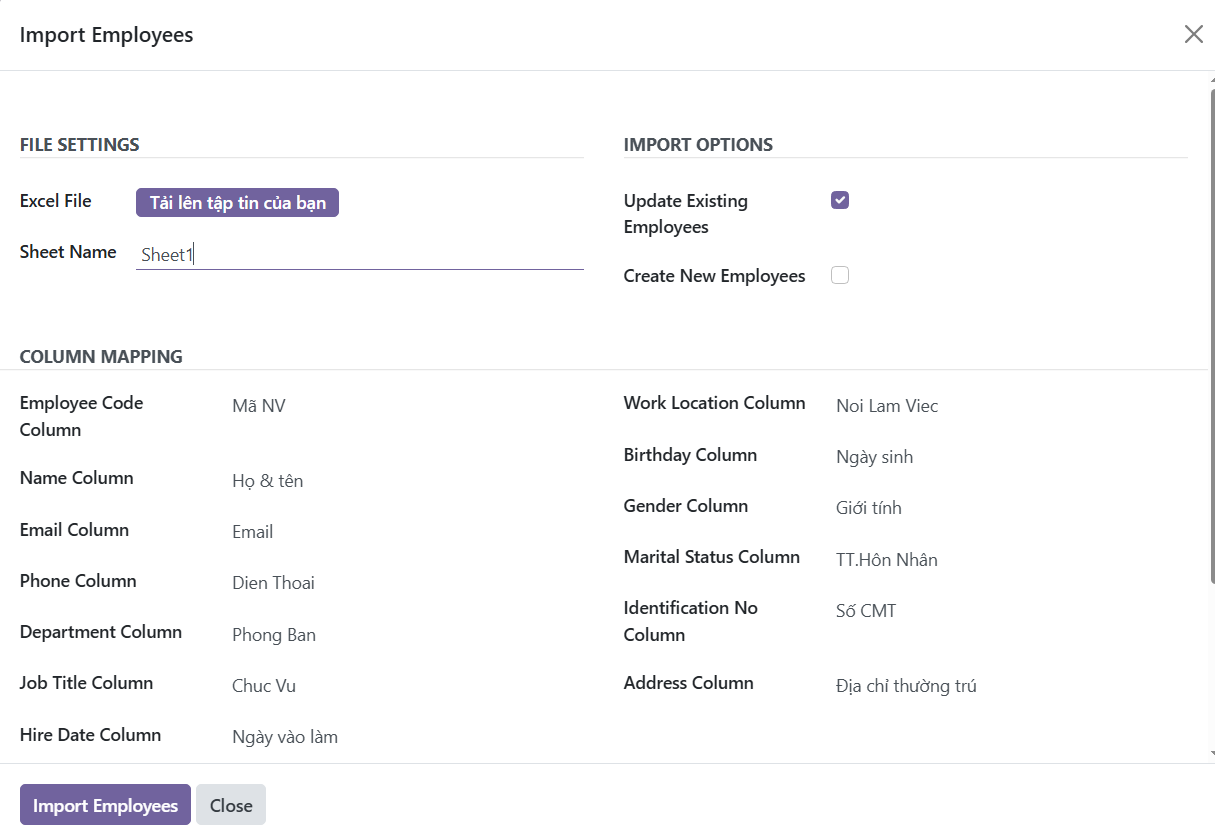 Import Employees
FILE SETTINGS
Excel File
Tải lên tập tin của bạn
Sheet Name
Sheet1
IMPORT OPTIONS
Update Existing
Employees
Create New Employees
COLUMN MAPPING
Employee Code
Column
Mã NV
Name Column
Họ & tên
Email Column
Email
Phone Column
Dien Thoai
Department Column
Phong Ban
Job Title Column
Chuc Vu
Hire Date Column
Ngày vào làm
Work Location Column
Noi Lam Viec
Birthday Column
Ngày sinh
Gender Column
Giới tính
Marital Status Column
TT.Hôn Nhân
Identification No
Column
Số CMT
Address Column
Địa chỉ thường trú
Import Employees
Close